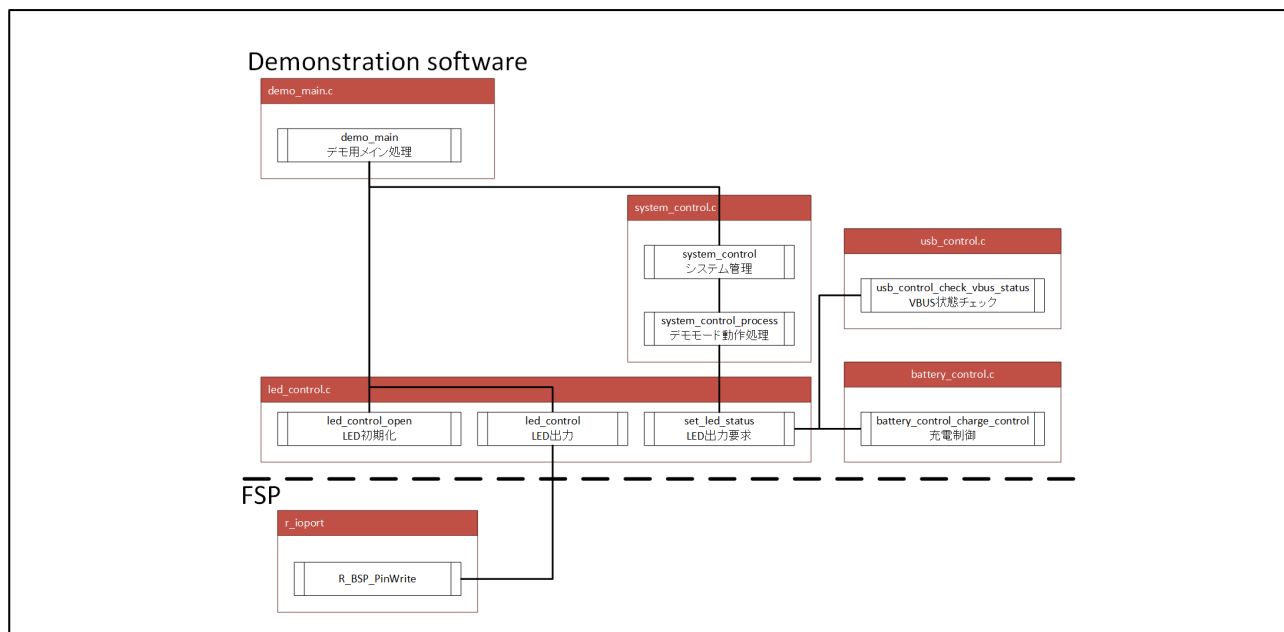 Demonstration software
demo_main.c
demo_main
デモ用メイン処理
system_control.c
system_control
システム管理
system_control_process
デモモード動作処理
usb_control.c
usb_control_check_vbus_status
VBUS状態チェック
led_control.c
led_control_open
LED初期化
led_control
LED出力
set_led_status
LED出力要求
battery_control.c
battery_control_charge_control
充電制御
FSP
r_ioport
R_BSP_PinWrite